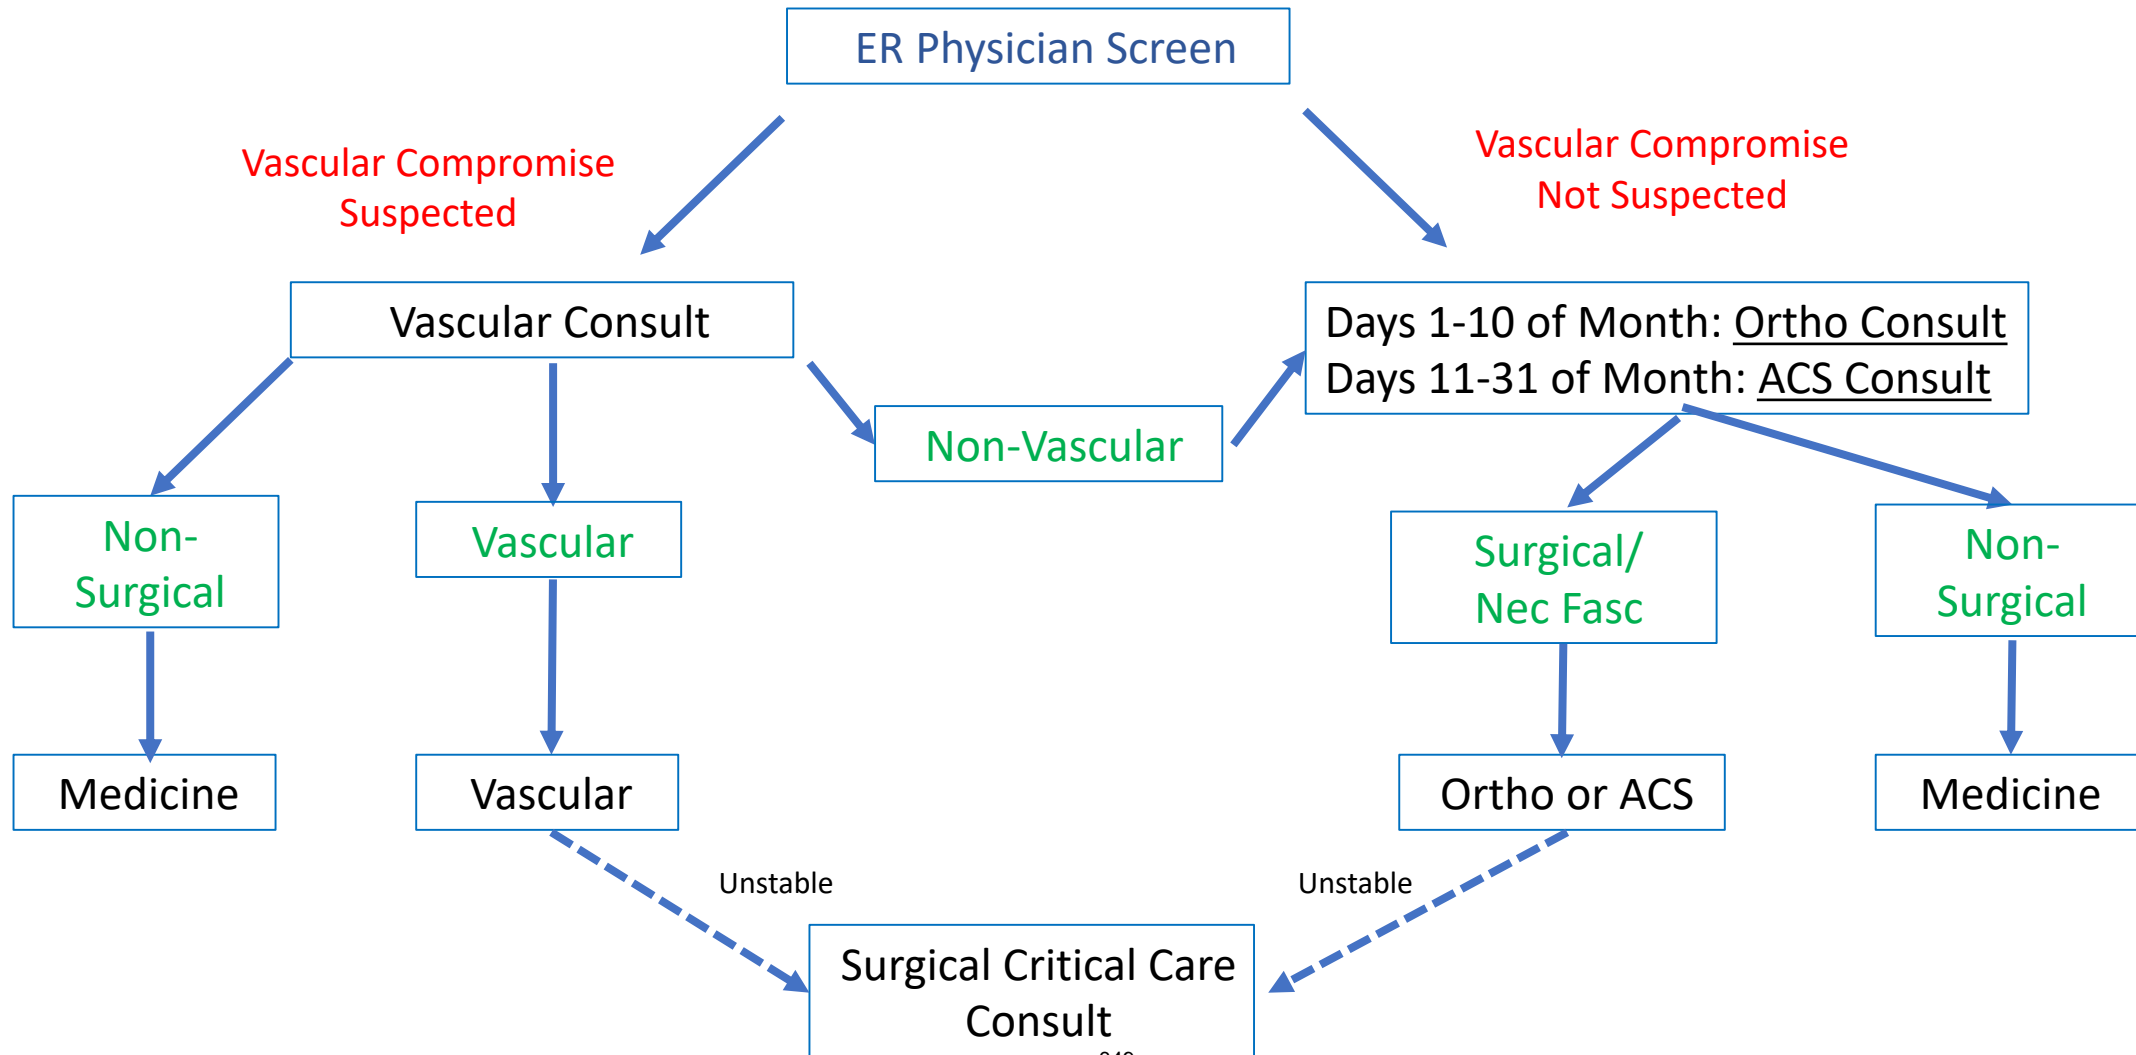 ER Physician Screen
Vascular Compromise
Suspected
Vascular Compromise
Not Suspected
Vascular Consult
Days 1-10 of Month: Ortho Consult
Days 11-31 of Month: ACS Consult
Non-Vascular
Non-
Surgical
Vascular
Surgical/
Nec Fasc
Non-
Surgical
Medicine
Vascular
Ortho or ACS
Medicine
Unstable
Unstable
Surgical Critical Care
Consult